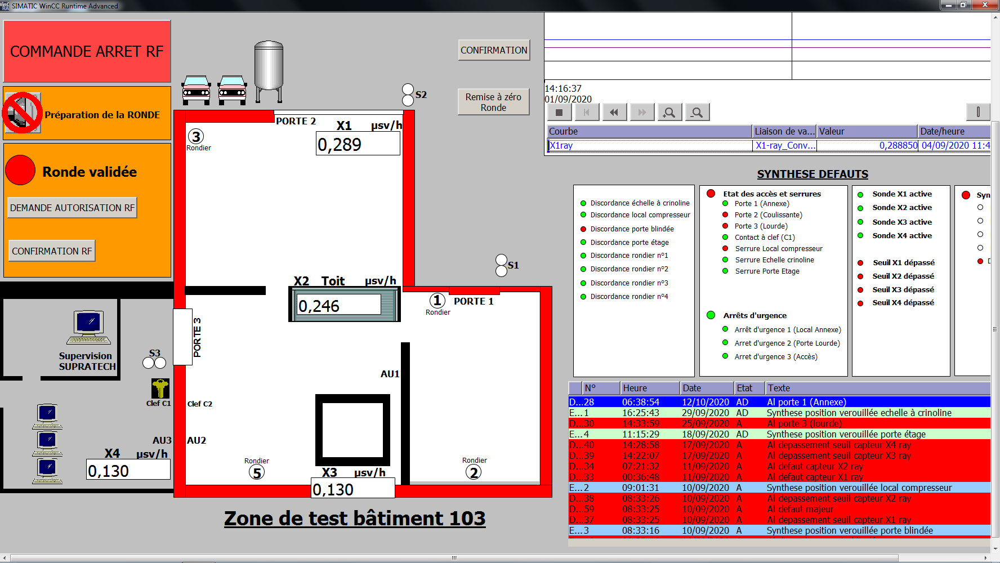 SIMATIC WinCC Runtime Advanced
COMMANDE ARRET RF
Préparation de la RONDE
Ronde validée
DEMANDE AUTORISATION RF
CONFIRMATION RF
CONFIRMATION
Remise à zéro
Ronde
S2
PORTE 2
X1 µsv/h
0,289
3
Rondier
S1
X2 Toit µsv/h
0,246
1
Rondier
PORTE 1
PORTE 3
Supervision
SUPRATECH
S3
Clef C1
Clef C2
AU1
AU3
AU2
X4 µsv/h
0,130
Rondier
5
X3 µsv/h
0,130
Rondier
2
Zone de test bâtiment 103
14:16:37
01/09/2020
Courbe Liaison de va... Valeur Date/heure
X1ray X1-ray_Conv... 0,288850 04/09/2020 11:4
SYNTHESE DEFAUTS
Discordance échelle à crinoline
Discordance local compresseur
Discordance porte blindée
Discordance porte étage
Discordance rondier n°1
Discordance rondier n°2
Discordance rondier n°3
Discordance rondier n°4
Etat des accès et serrures
Porte 1 (Annexe)
Porte 2 (Coulissante)
Porte 3 (Lourde)
Contact à clef (C1)
Serrure Local compresseur
Serrure Echelle crinoline
Serrure Porte Etage
Arrêts d'urgence
Arrêt d'urgence 1 (Local Annexe)
Arret d'urgence 2 (Porte Lourde)
Arret d'urgence 3 (Accès)
Sonde X1 active
Sonde X2 active
Sonde X3 active
Sonde X4 active
Seuil X1 dépassé
Seuil X2 dépassé
Seuil X3 dépassé
Seuil X4 dépassé
Syn
N° Heure Date Etat Texte
D...28 06:38:54 12/10/2020 AD Al porte 1 (Annexe)
E...1 16:25:43 29/09/2020 AD Synthese position verouillée echelle à crinoline
D...30 14:33:59 25/09/2020 A Al porte 3 (lourde)
E...4 11:15:29 18/09/2020 AD Synthese position verouillée porte étage
D...40 14:28:58 17/09/2020 A Al depassement seuil capteur X4 ray
D...39 14:22:07 17/09/2020 A Al depassement seuil capteur X3 ray
D...34 07:21:32 11/09/2020 A Al defaut capteur X2 ray
D...33 00:36:48 11/09/2020 A Al defaut capteur X1 ray
E...2 09:01:31 10/09/2020 A Synthese position verouillée local compresseur
D...38 08:33:26 10/09/2020 A Al depassement seuil capteur X2 ray
D...59 08:33:25 10/09/2020 A Al defaut majeur
D...37 08:33:25 10/09/2020 A Al depassement seuil capteur X1 ray
E...3 08:33:16 10/09/2020 A Synthese position verouillée porte blindée